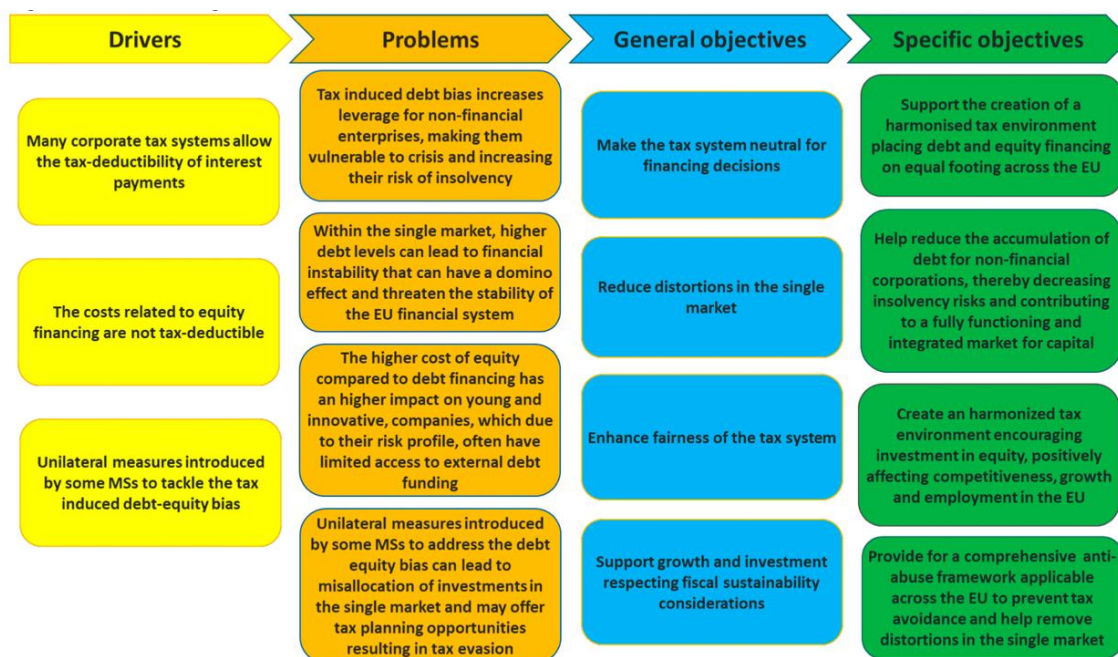 Drivers
Problems
General objectives
Specific objectives
Many corporate tax systems allow
the tax-deductibility of interest
payments
The costs related to equity
financing are not tax-deductible
Unilateral measures introduced
by some MSs to tackle the tax
induced debt-equity bias
Tax induced debt bias increases
leverage for non-financial
enterprises, making them
vulnerable to crisis and increasing
their risk of insolvency
Within the single market, higher
debt levels can lead to financial
instability that can have a domino
effect and threaten the stability of
the EU financial system
The higher cost of equity
compared to debt financing has
an higher impact on young and
innovative, companies, which due
to their risk profile, often have
limited access to external debt
funding
Unilateral measures introduced
by some MSs to address the debt
equity bias can lead to
misallocation of investments in
the single market and may offer
tax planning opportunities
resulting in tax evasion
Make the tax system neutral for
financing decisions
Reduce distortions in the single
market
Enhance fairness of the tax system
Support growth and investment
respecting fiscal sustainability
considerations
Support the creation of a
harmonised tax environment
placing debt and equity financing
on equal footing across the EU
Help reduce the accumulation of
debt for non-financial
corporations, thereby decreasing
insolvency risks and contributing
to a fully functioning and
integrated market for capital
Create an harmonized tax
environment encouraging
investment in equity, positively
affecting competitiveness, growth
and employment in the EU
Provide for a comprehensive anti-
abuse framework applicable
across the EU to prevent tax
avoidance and help remove
distortions in the single market